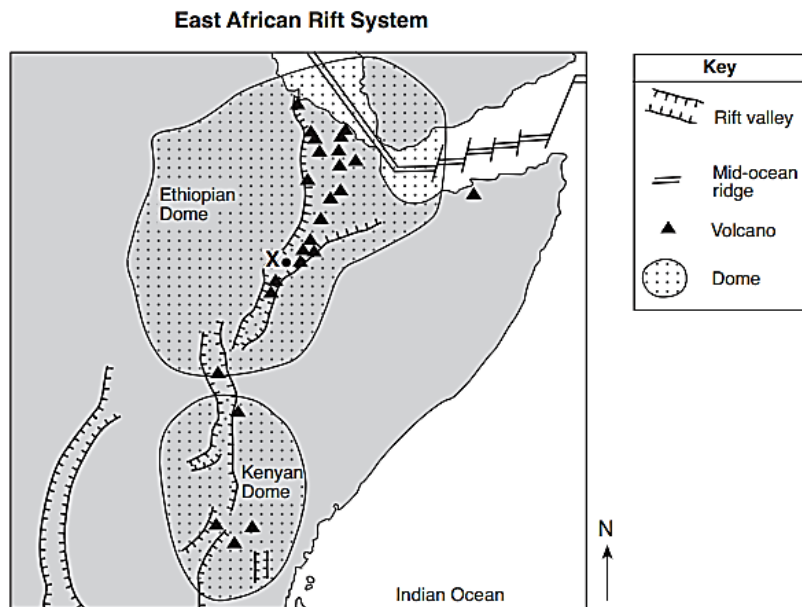 East African Rift System
Ethiopian
Dome
X
Kenyan
Dome
Indian Ocean
N
Key
Rift valley
Mid-ocean
ridge
Volcano
Dome